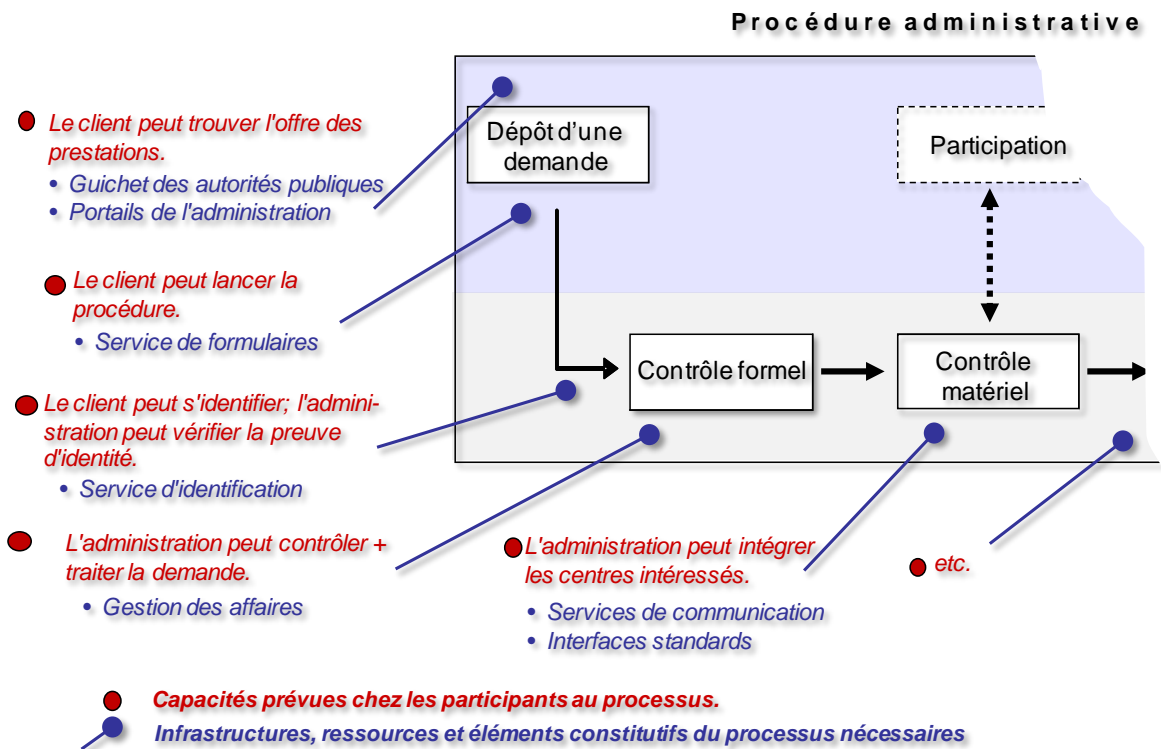 Procédure administrative
Dépôt d'une
demande
Participation
Contrôle formel
Contrôle
matériel
Le client peut trouver l'offre des
prestations.
• Guichet des autorités publiques
• Portails de l'administration
Le client peut lancer la
procédure.
• Service de formulaires
Le client peut s'identifier; l'admini-
stration peut vérifier la preuve
d'identité.
• Service d'identification
L'administration peut contrôler +
traiter la demande.
• Gestion des affaires
L'administration peut intégrer
les centres intéressés.
• Services de communication
• Interfaces standards
etc.
Capacités prévues chez les participants au processus.
Infrastructures, ressources et éléments constitutifs du processus nécessaires